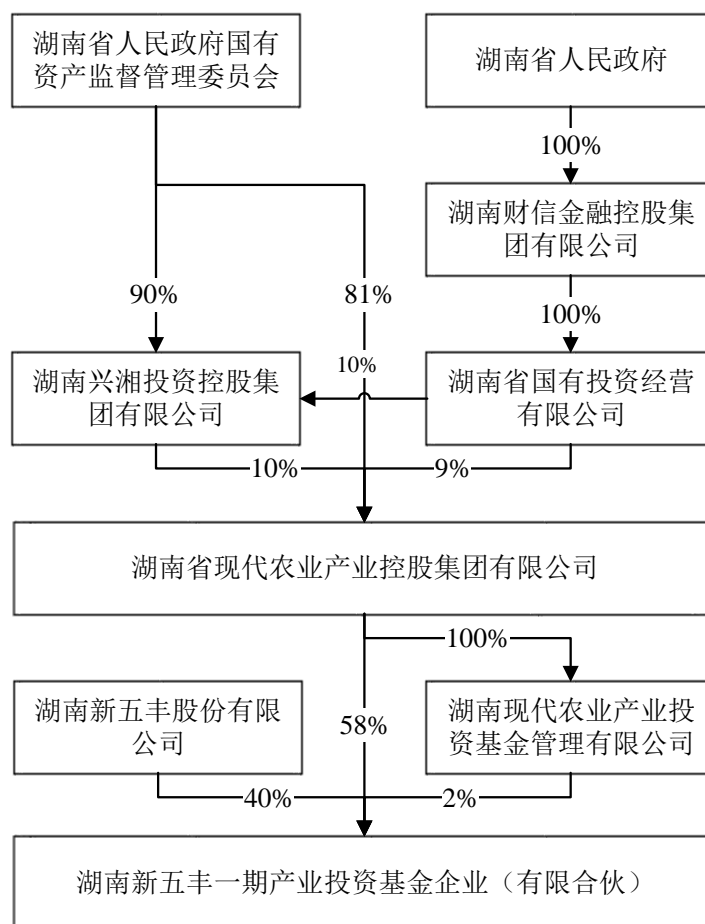 湖南省人民政府国有
资产监督管理委员会
湖南省人民政府
100%
湖南财信金融控股集
团有限公司
90%
81%
100%
湖南兴湘投资控股集
团有限公司
10%
湖南省国有投资经营
有限公司
10%
9%
湖南省现代农业产业控股集团有限公司
100%
湖南新五丰股份有限
公司
58%
湖南现代农业产业投
资基金管理有限公司
40%
2%
湖南新五丰一期产业投资基金企业（有限合伙）